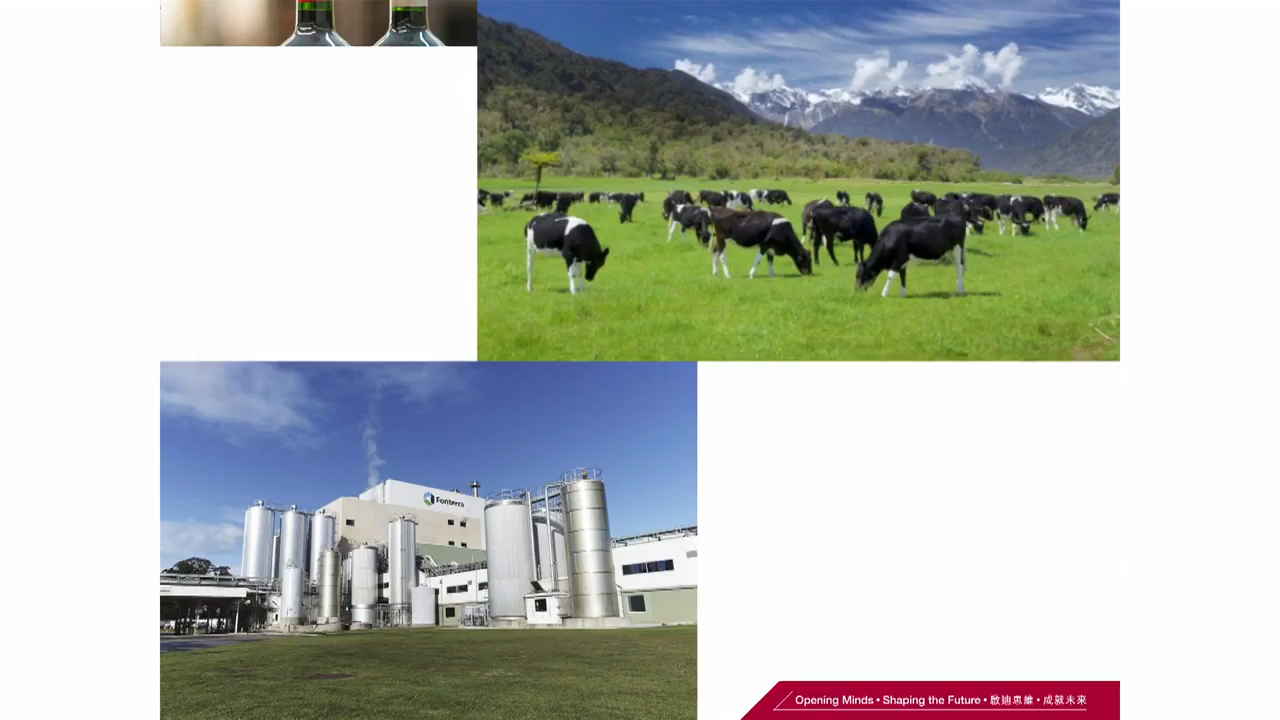 Fonterra
Opening Minds • Shaping the Future • 啟迪思維 • 成就未來